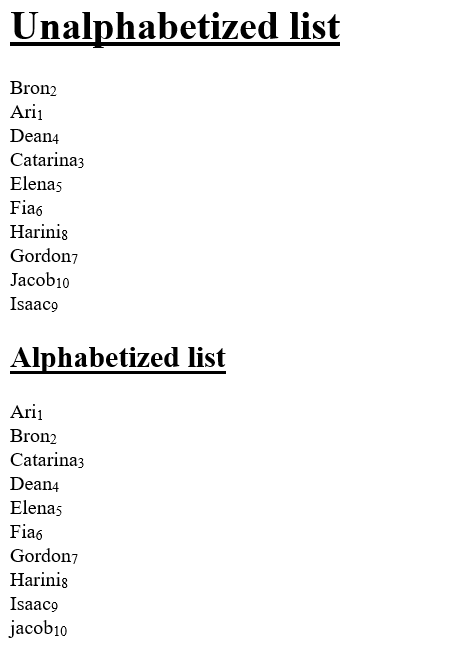 Unalphabetized list
Bron2
Ari1
Dean4
Catarina3
Elena5
Fia6
Harini8
Gordon7
Jacob10
Isaac9
Alphabetized list
Ari1
Bron2
Catarina3
Dean4
Elena5
Fia6
Gordon7
Harini8
Isaac9
jacob10